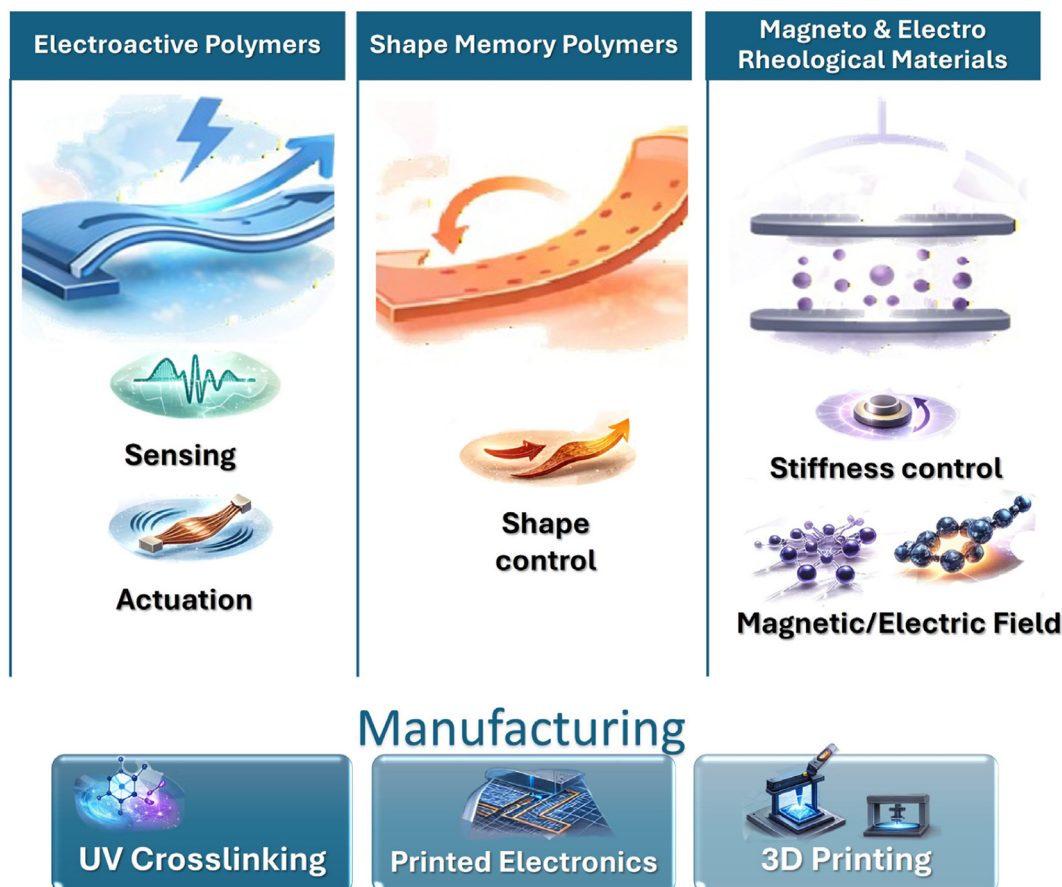 Electroactive Polymers
Shape Memory Polymers
Magneto & Electro
Rheological Materials
Sensing
Actuation
Shape
control
Stiffness control
Magnetic/Electric Field
Manufacturing
UV Crosslinking
Printed Electronics
3D Printing